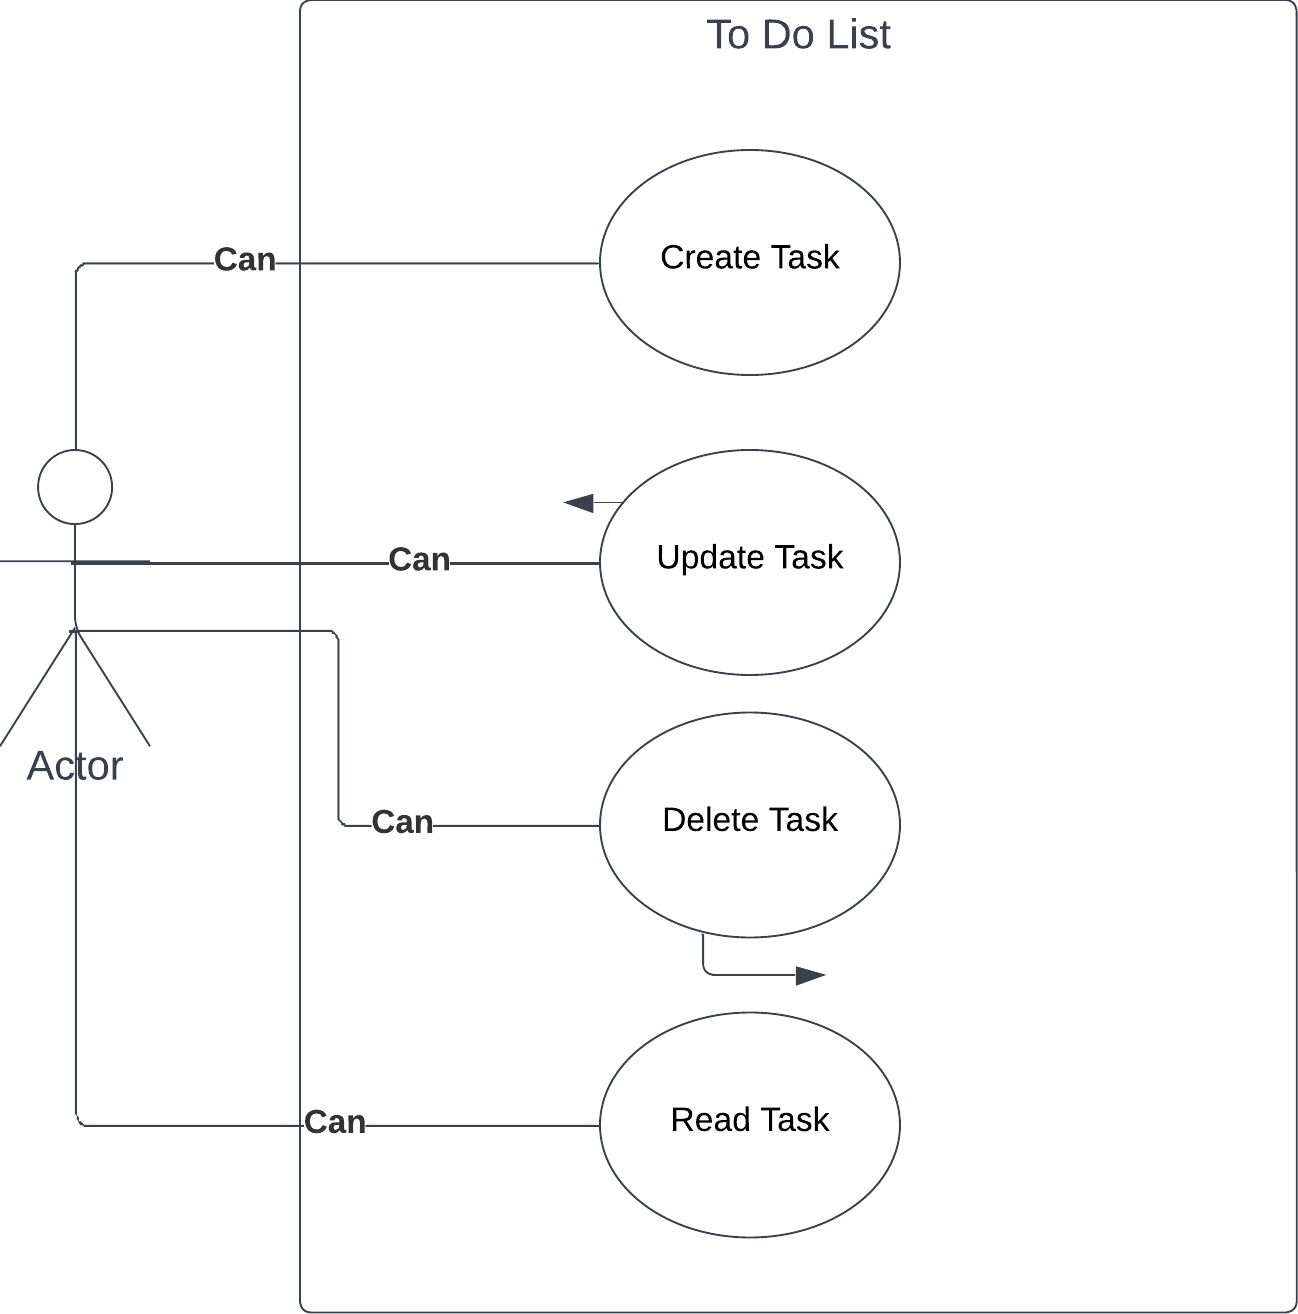 To Do List
Can
Create Task
Can
Update Task
Actor
Can
Delete Task
Can
Read Task